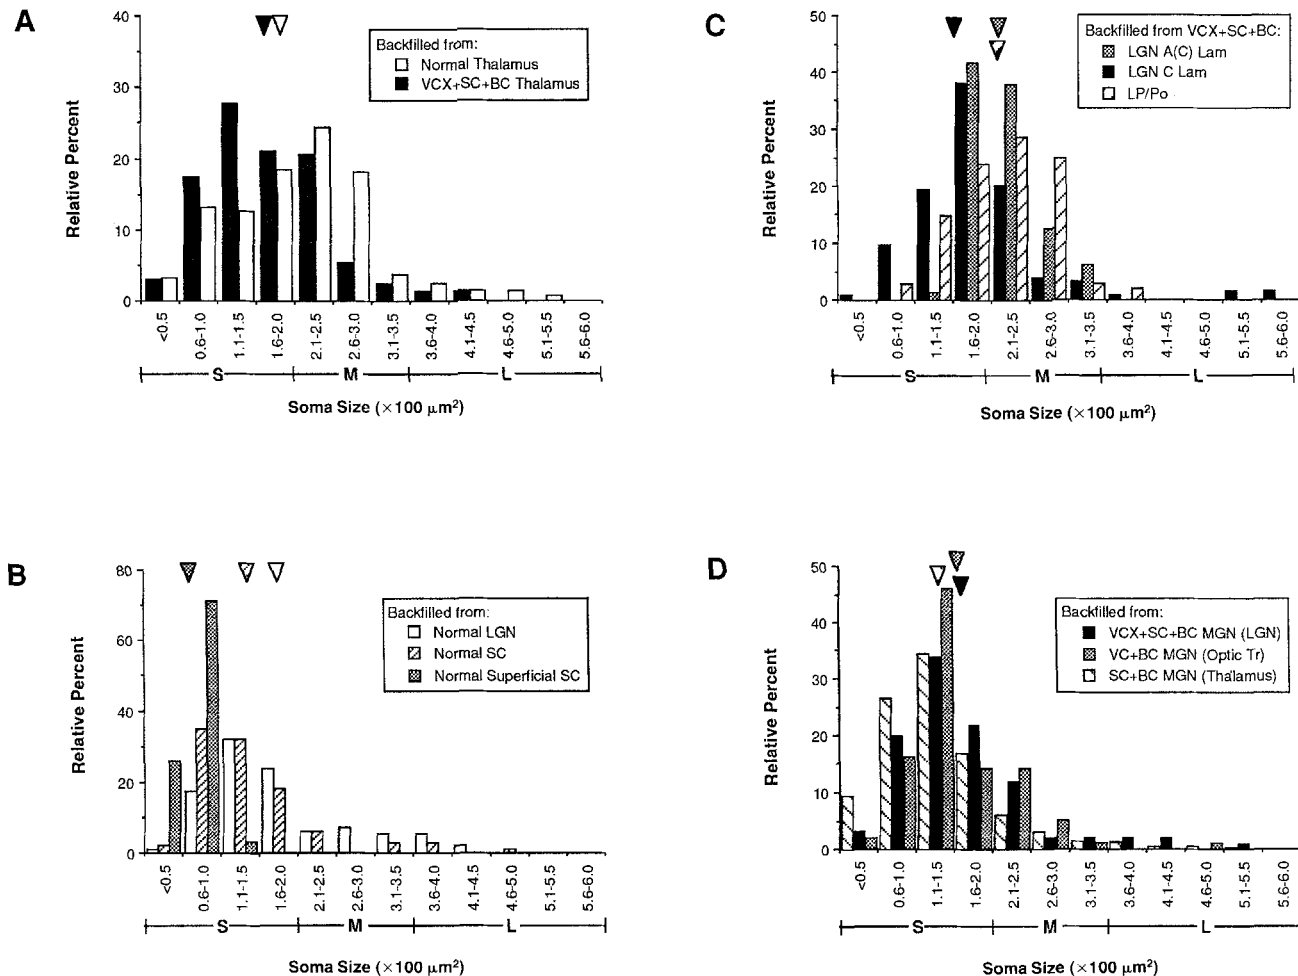 A
Relative Percent
40
30
20
10
0
Backfilled from:
Normal Thalamus
VCX+SC+BC Thalamus
<0.5
0.6-1.0
1.1-1.5
1.6-2.0
2.1-2.5
2.6-3.0
3.1-3.5
3.6-4.0
4.1-4.5
4.6-5.0
5.1-5.5
5.6-6.0
S M L
Soma Size (×100 μm²)
C
Relative Percent
50
40
30
20
10
0
Backfilled from VCX+SC+BC:
LGN A(C) Lam
LGN C Lam
LP/Po
<0.5
0.6-1.0
1.1-1.5
1.6-2.0
2.1-2.5
2.6-3.0
3.1-3.5
3.6-4.0
4.1-4.5
4.6-5.0
5.1-5.5
5.6-6.0
S M L
Soma Size (×100 μm²)
B
Relative Percent
80
60
40
20
0
Backfilled from:
Normal LGN
Normal SC
Normal Superficial SC
<0.5
0.6-1.0
1.1-1.5
1.6-2.0
2.1-2.5
2.6-3.0
3.1-3.5
3.6-4.0
4.1-4.5
4.6-5.0
5.1-5.5
5.6-6.0
S M L
Soma Size (×100 μm²)
D
Relative Percent
50
40
30
20
10
0
Backfilled from:
VCX+SC+BC MGN (LGN)
VC+BC MGN (Optic Tr)
SC+BC MGN (Thalamus)
<0.5
0.6-1.0
1.1-1.5
1.6-2.0
2.1-2.5
2.6-3.0
3.1-3.5
3.6-4.0
4.1-4.5
4.6-5.0
5.1-5.5
5.6-6.0
S M L
Soma Size (×100 μm²)